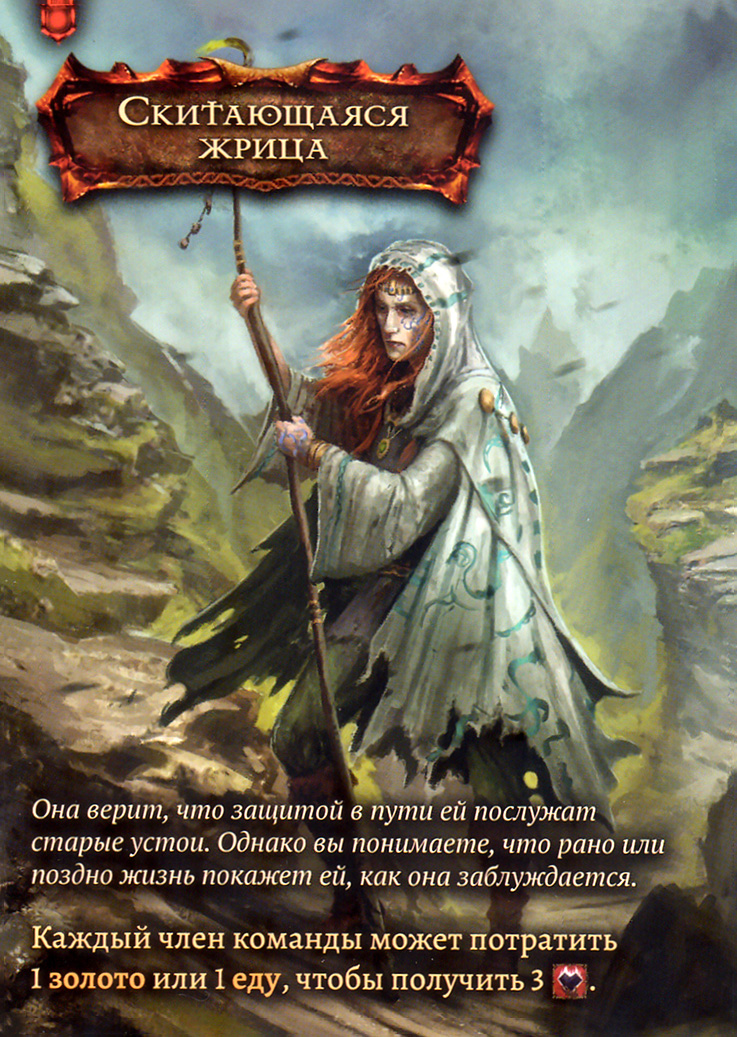 Скитающаяся
жрица
Она верит, что защитой в пути ей послужат
старые устои. Однако вы понимаете, что рано или
поздно жизнь покажет ей, как она заблуждается.
Каждый член команды может потратить
1 золото или 1 еду, чтобы получить 3 .